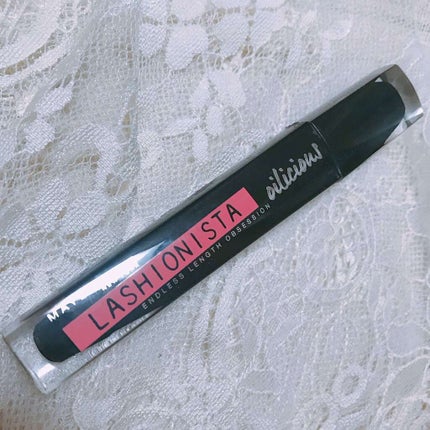 LASHIONISTA
oilicious
ENDLESS LENGTH OBSESSION